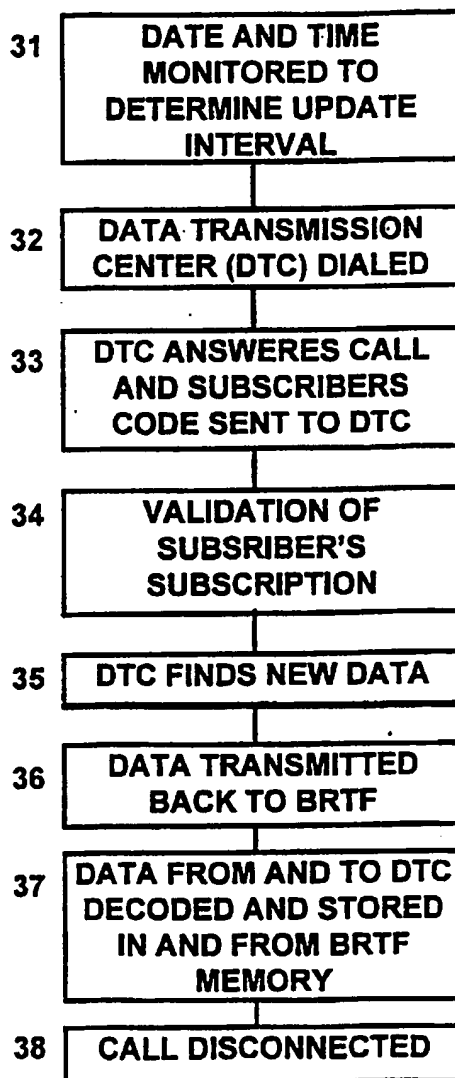 31
DATE AND TIME
MONITORED TO
DETERMINE UPDATE
INTERVAL
32
DATA TRANSMISSION
CENTER (DTC) DIALED
33
DTC ANSWERES CALL
AND SUBSCRIBERS
CODE SENT TO DTC
34
VALIDATION OF
SUBSRIBER'S
SUBSCRIPTION
35
DTC FINDS NEW DATA
36
DATA TRANSMITTED
BACK TO BRTF
37
DATA FROM AND TO DTC
DECODED AND STORED
IN AND FROM BRTF
MEMORY
38
CALL DISCONNECTED